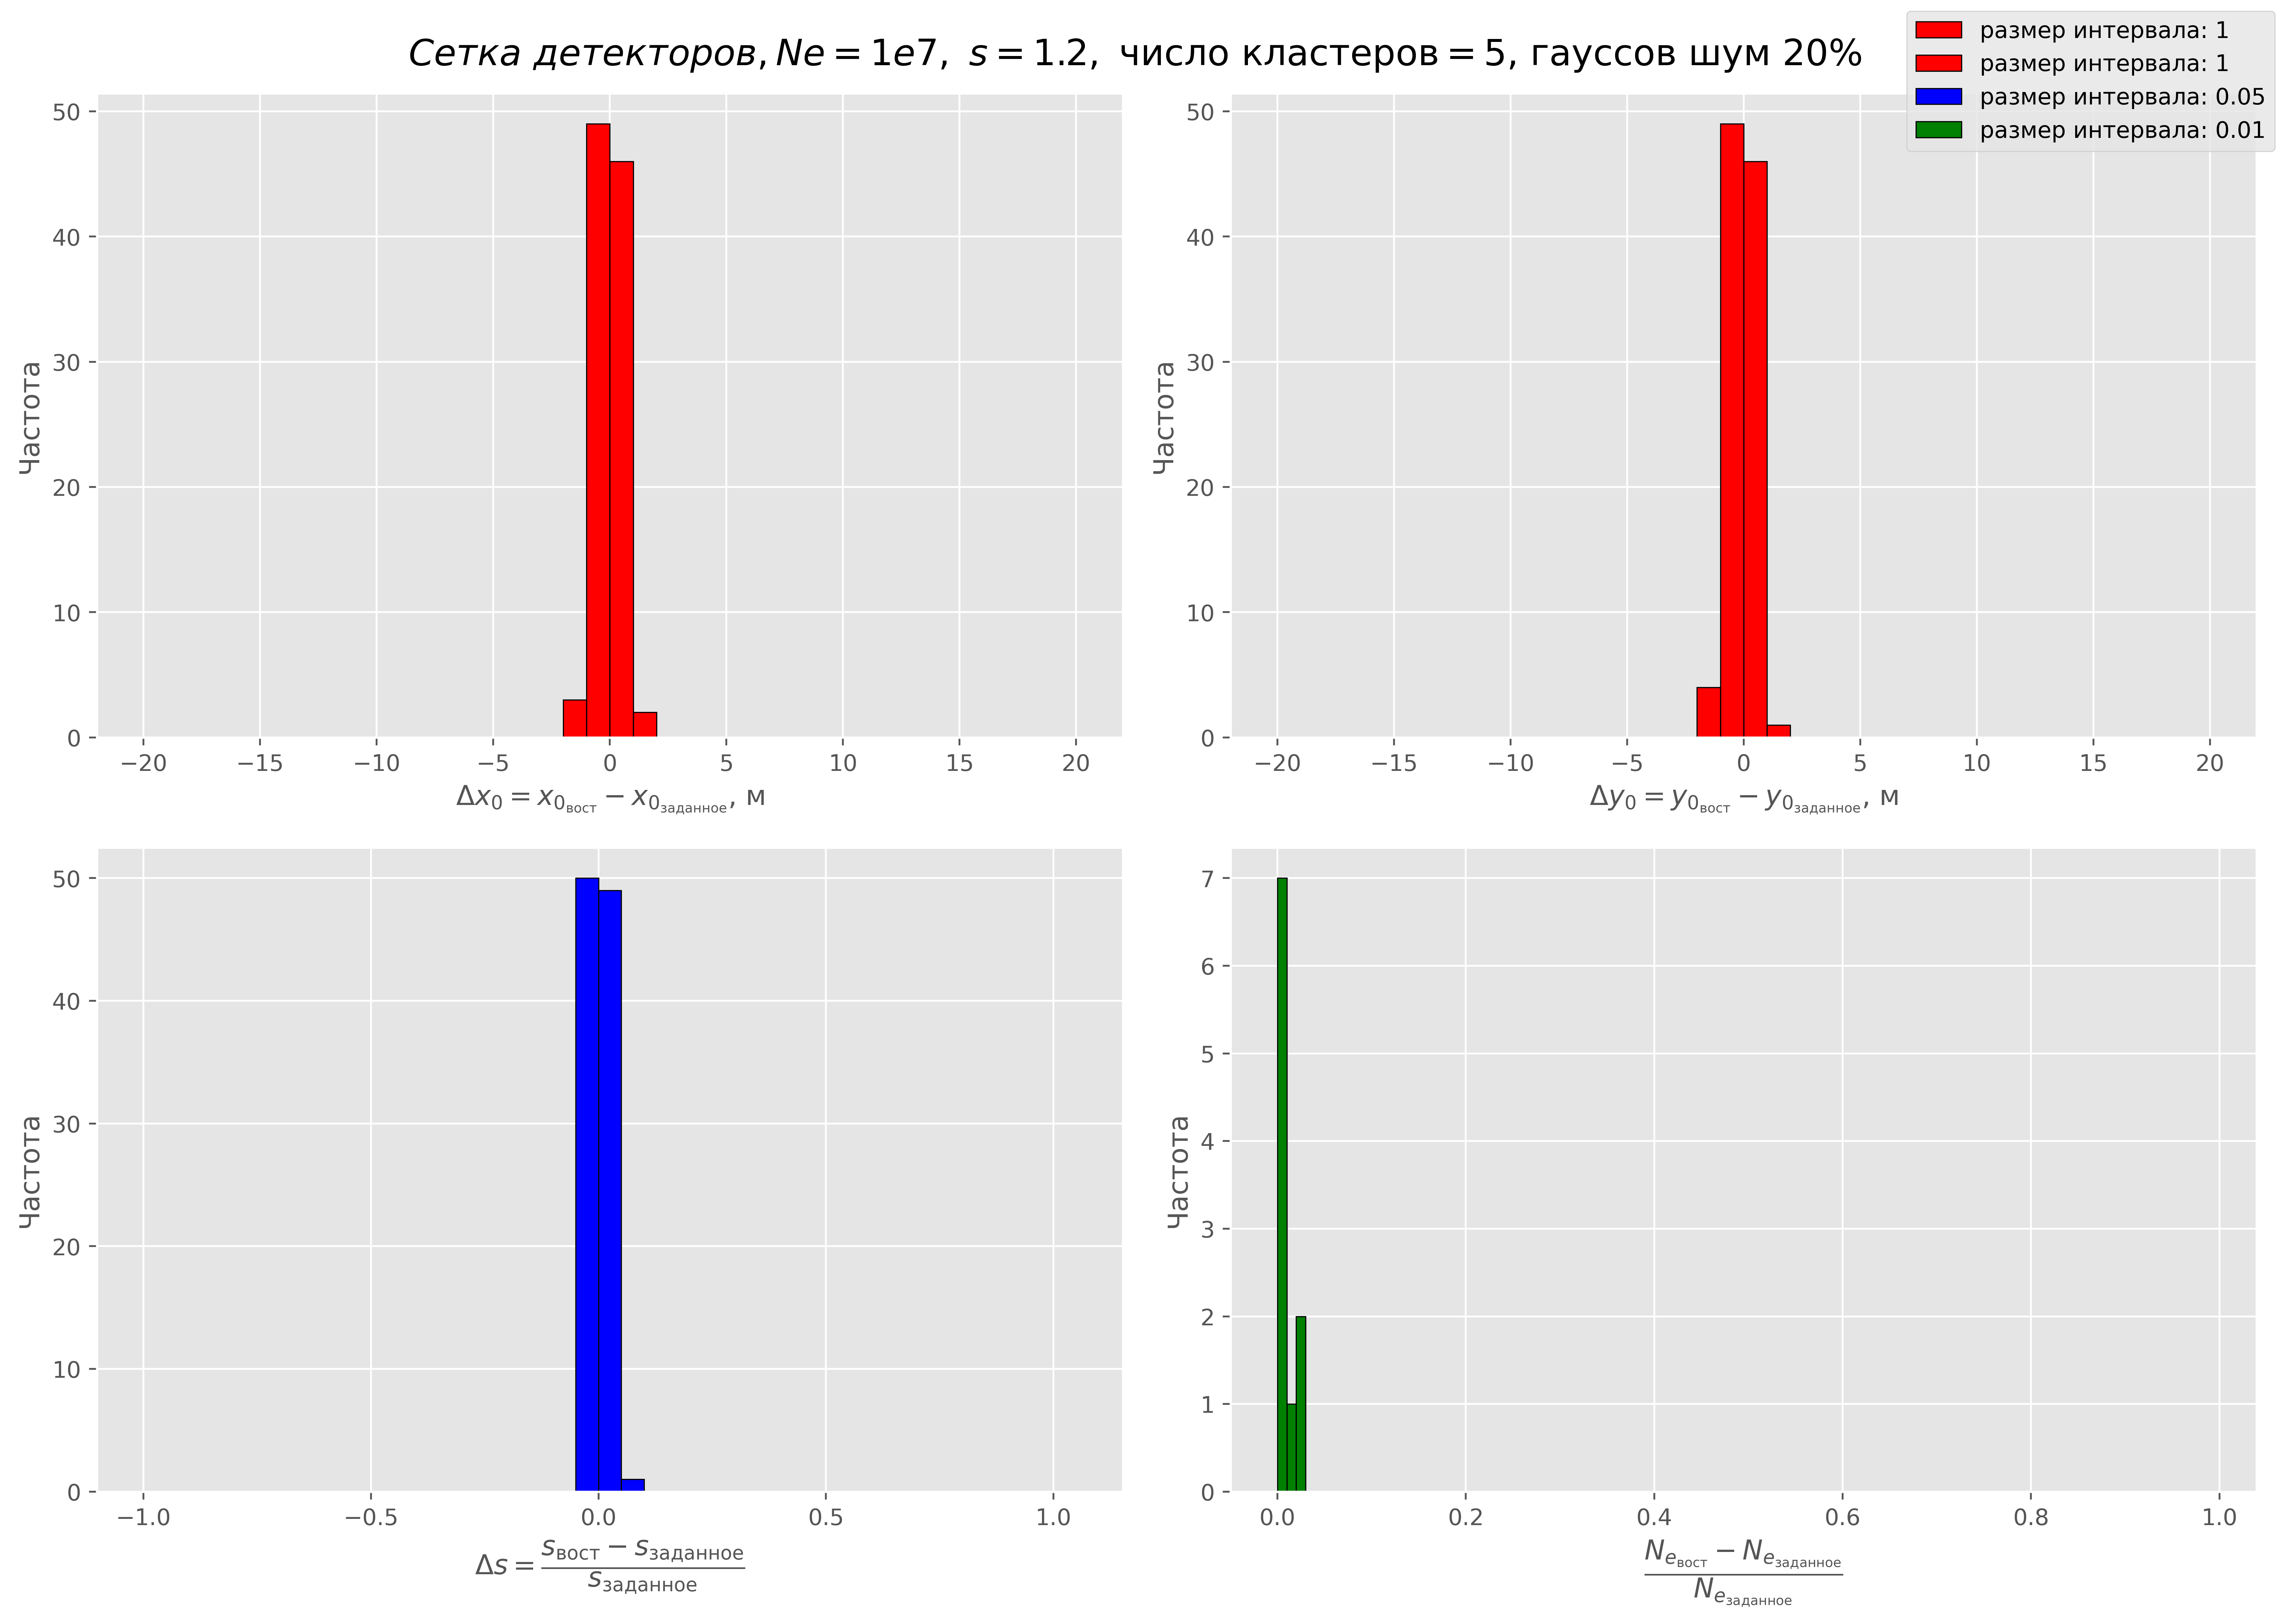 Сетка детекторов, Ne = 1e7, s = 1.2, число кластеров = 5, гауссов шум 20%
размер интервала: 1
размер интервала: 1
размер интервала: 0.05
размер интервала: 0.01
Частота
50
40
30
20
10
0
−20 −15 −10 −5 0 5 10 15 20
Δx₀ = x₀вост − x₀заданное, м
Частота
50
40
30
20
10
0
−20 −15 −10 −5 0 5 10 15 20
Δy₀ = y₀вост − y₀заданное, м
Частота
50
40
30
20
10
0
−1.0 −0.5 0.0 0.5 1.0
sвост − sзаданное
Δs =
sзаданное
Частота
7
6
5
4
3
2
1
0
0.0 0.2 0.4 0.6 0.8 1.0
Neвост − Neзаданное
Neзаданное